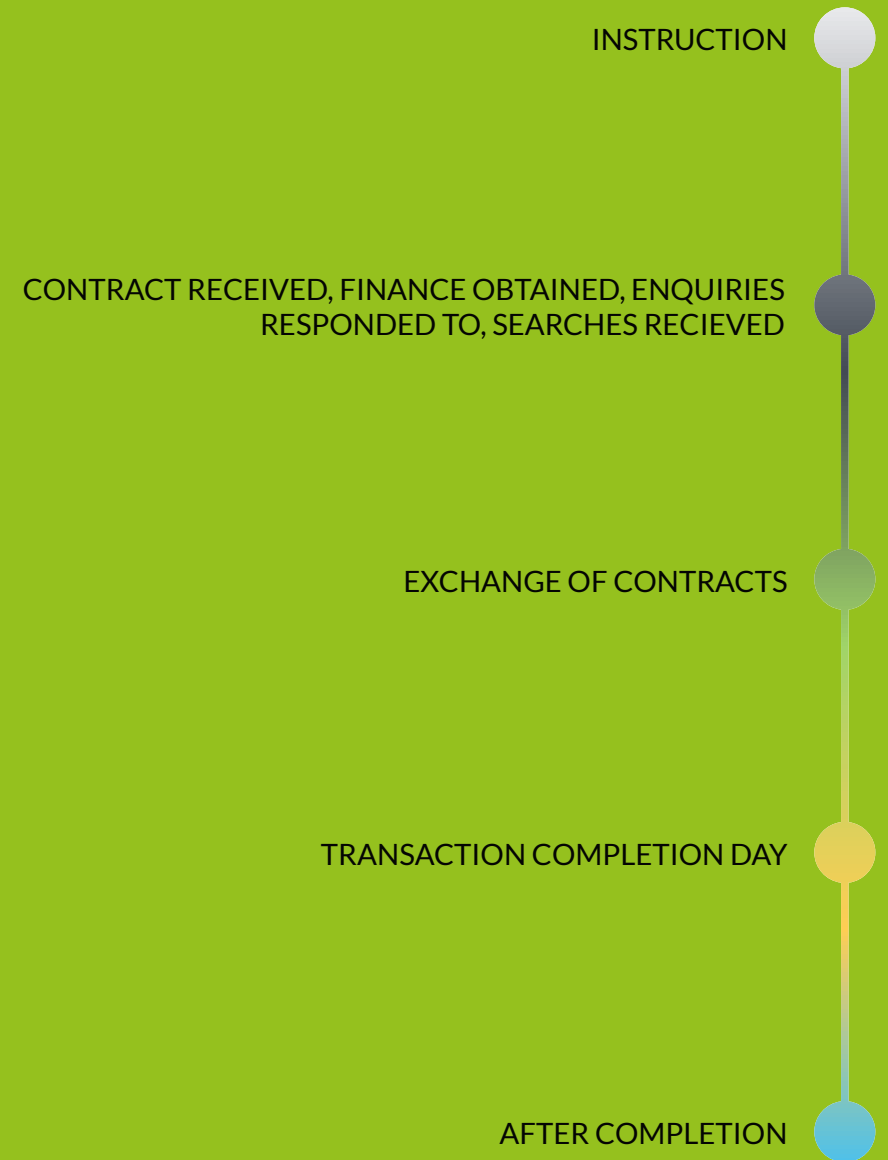 INSTRUCTION
CONTRACT RECEIVED, FINANCE OBTAINED, ENQUIRIES
RESPONDED TO, SEARCHES RECIEVED
EXCHANGE OF CONTRACTS
TRANSACTION COMPLETION DAY
AFTER COMPLETION